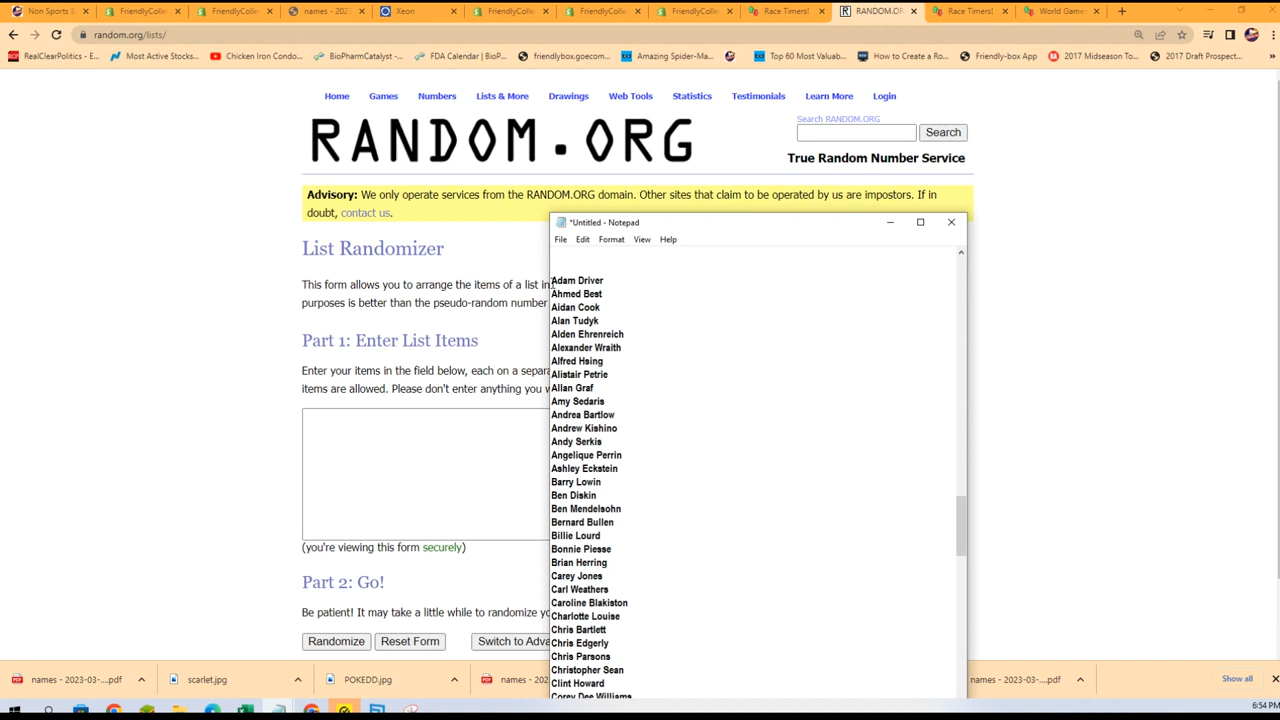 Non Sports B
FriendlyColle
FriendlyColle
names - 202
Xeon
FriendlyColle
FriendlyColle
FriendlyColle
Race Timers!
RANDOM.OR
Race Timers!
World Game
random.org/lists/
RealClearPolitics - E...
Most Active Stocks...
Chicken Iron Condo...
BioPharmCatalyst -...
FDA Calendar | BioP...
friendlybox.goecom...
Amazing Spider-Ma...
Top 60 Most Valuab...
How to Create a Ro...
Friendly-box App
2017 Midseason To...
2017 Draft Prospect...
Home Games Numbers Lists & More Drawings Web Tools Statistics Testimonials Learn More Login
Search RANDOM.ORG
RANDOM.ORG
Search
True Random Number Service
Advisory: We only operate services from the RANDOM.ORG domain. Other sites that claim to be operated by us are impostors. If in
doubt, contact us.
List Randomizer
This form allows you to arrange the items of a list in
purposes is better than the pseudo-random number
Part 1: Enter List Items
Enter your items in the field below, each on a separa
items are allowed. Please don't enter anything you w
(you're viewing this form securely)
Part 2: Go!
Be patient! It may take a little while to randomize yo
Randomize Reset Form Switch to Adva
*Untitled - Notepad
File Edit Format View Help
Adam Driver
Ahmed Best
Aidan Cook
Alan Tudyk
Alden Ehrenreich
Alexander Wraith
Alfred Hsing
Alistair Petrie
Allan Graf
Amy Sedaris
Andrea Bartlow
Andrew Kishino
Andy Serkis
Angelique Perrin
Ashley Eckstein
Barry Lowin
Ben Diskin
Ben Mendelsohn
Bernard Bullen
Billie Lourd
Bonnie Piesse
Brian Herring
Carey Jones
Carl Weathers
Caroline Blakiston
Charlotte Louise
Chris Bartlett
Chris Edgerly
Chris Parsons
Christopher Sean
Clint Howard
Corey Dee Williams
names - 2023-03-....pdf
scarlet.jpg
POKEDD.jpg
names - 202
names - 2023-03-....pdf
Show all
6:54 PM